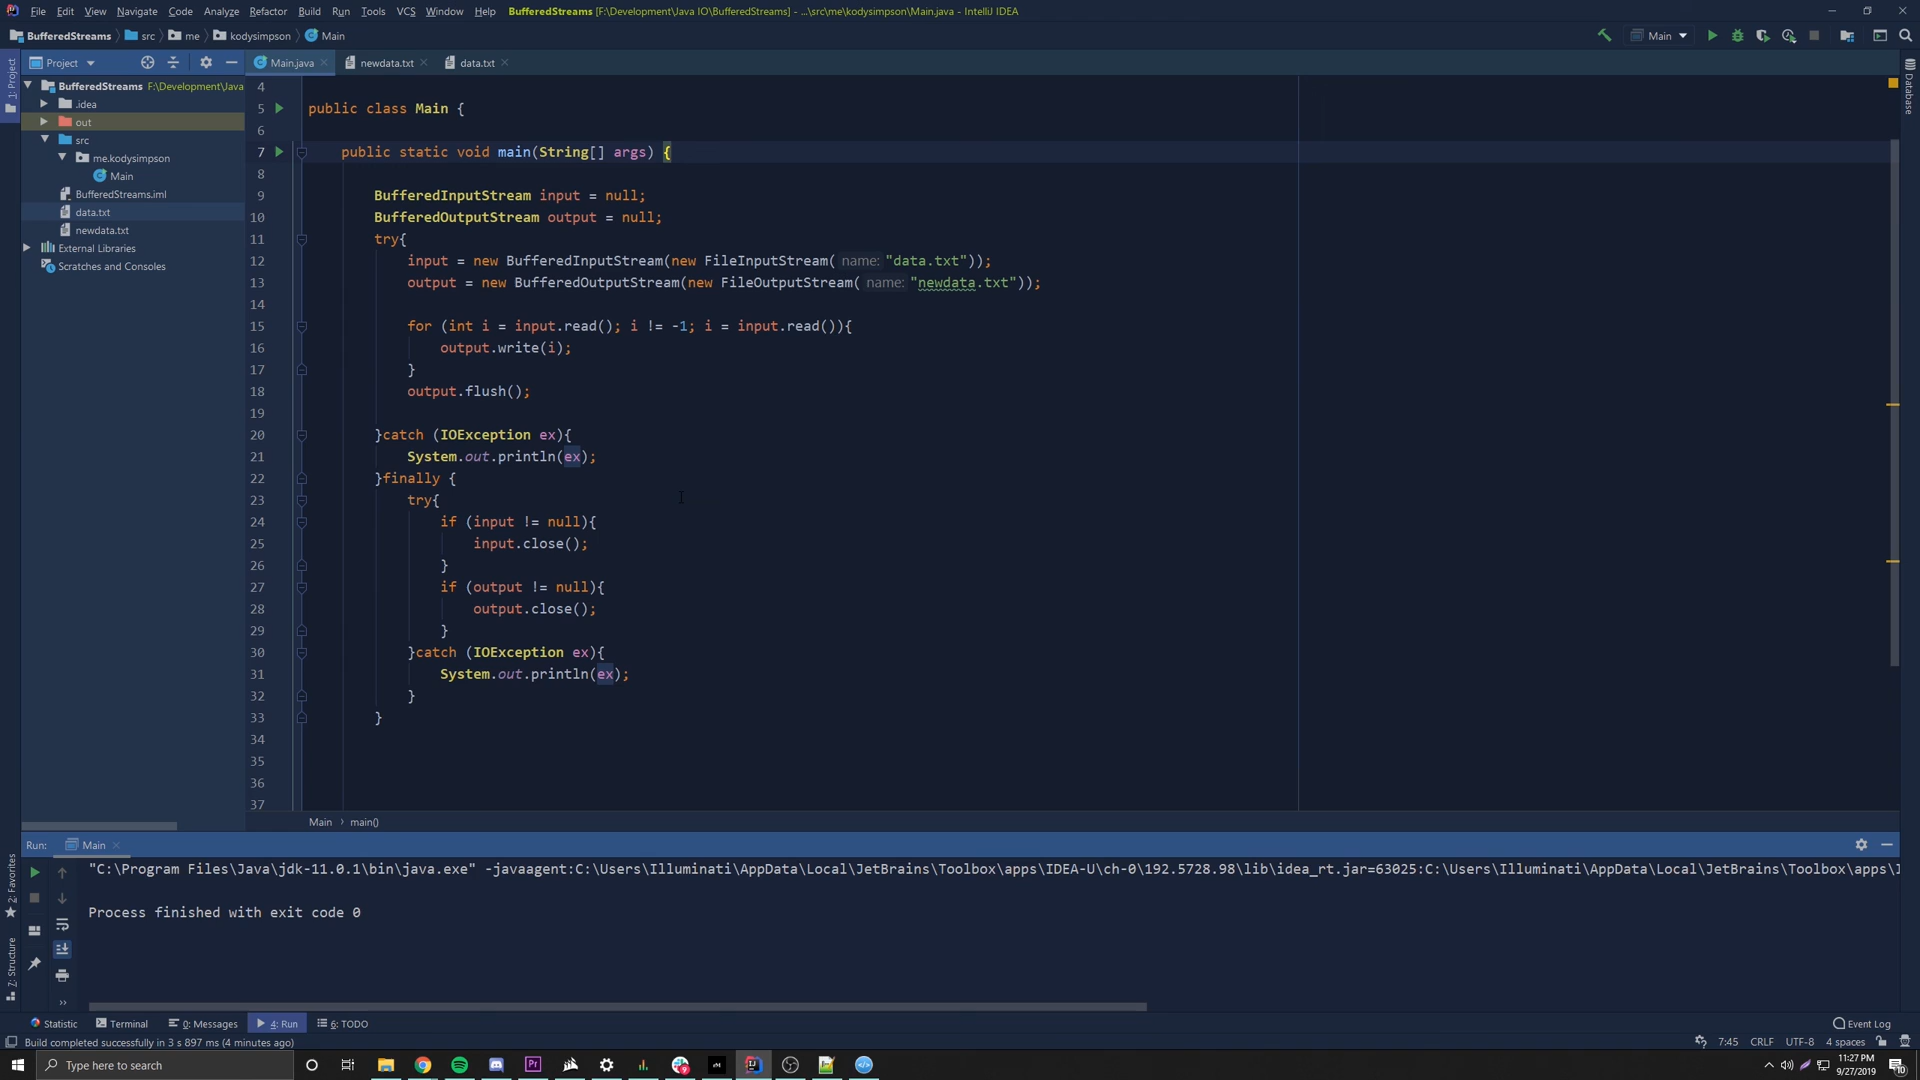 File Edit View Navigate Code Analyze Refactor Build Run Tools VCS Window Help BufferedStreams [F:\Development\Java IO\BufferedStreams] - ...\src\me\kodysimpson\Main.java - IntelliJ IDEA
BufferedStreams src me kodysimpson Main
Main
1: Project
Project
Main.java newdata.txt data.txt
Database
BufferedStreams F:\Development\Java
.idea
out
src
me.kodysimpson
Main
BufferedStreams.iml
data.txt
newdata.txt
External Libraries
Scratches and Consoles
4
5 public class Main {
6
7 public static void main(String[] args) {
8
9 BufferedInputStream input = null;
10 BufferedOutputStream output = null;
11 try{
12 input = new BufferedInputStream(new FileInputStream( name: "data.txt"));
13 output = new BufferedOutputStream(new FileOutputStream( name: "newdata.txt"));
14
15 for (int i = input.read(); i != -1; i = input.read()){
16 output.write(i);
17 }
18 output.flush();
19
20 }catch (IOException ex){
21 System.out.println(ex);
22 }finally {
23 try{
24 if (input != null){
25 input.close();
26 }
27 if (output != null){
28 output.close();
29 }
30 }catch (IOException ex){
31 System.out.println(ex);
32 }
33 }
34
35
36
37
Main › main()
Run: Main
"C:\Program Files\Java\jdk-11.0.1\bin\java.exe" -javaagent:C:\Users\Illuminati\AppData\Local\JetBrains\Toolbox\apps\IDEA-U\ch-0\192.5728.98\lib\idea_rt.jar=63025:C:\Users\Illuminati\AppData\Local\JetBrains\Toolbox\apps\I
Process finished with exit code 0
2: Favorites
Z: Structure
Statistic Terminal 0: Messages 4: Run 6: TODO
Event Log
Build completed successfully in 3 s 897 ms (4 minutes ago)
7:45 CRLF UTF-8 4 spaces
Type here to search
11:27 PM
9/27/2019